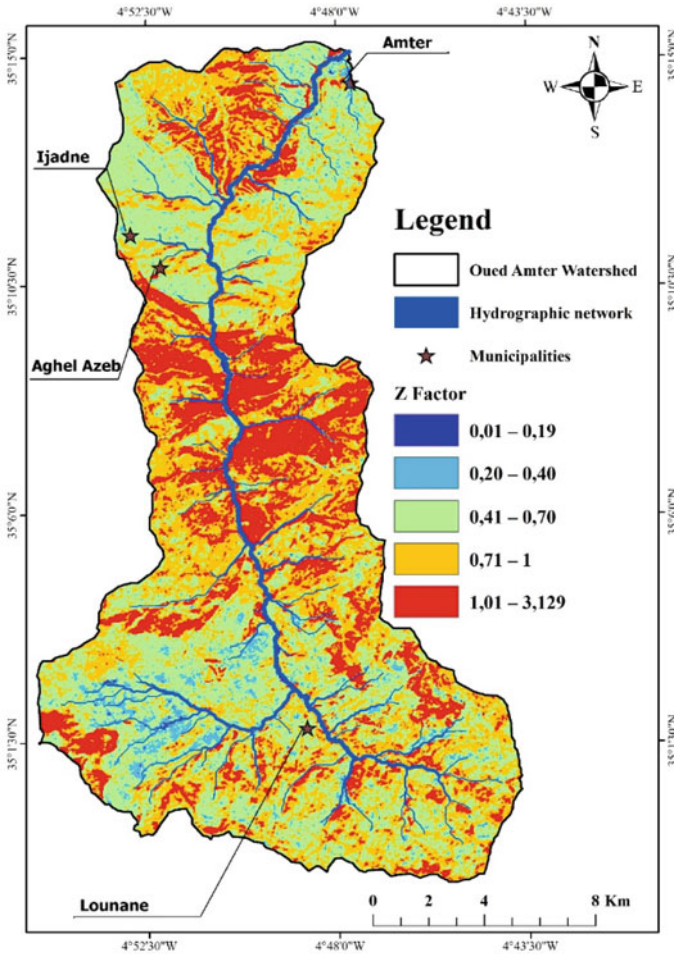 4°52'30"W 4°48'0"W 4°43'30"W
Amter
35°15'0"N
N
W E
S
Ijadne
Legend
Oued Amter Watershed
35°10'30"N
Hydrographic network
Municipalities
Aghel Azeb
Z Factor
0,01 – 0,19
0,20 – 0,40
0,41 – 0,70
35°6'0"N
0,71 – 1
1,01 – 3,129
35°1'30"N
Lounane
0 2 4 8 Km
4°52'30"W 4°48'0"W 4°43'30"W